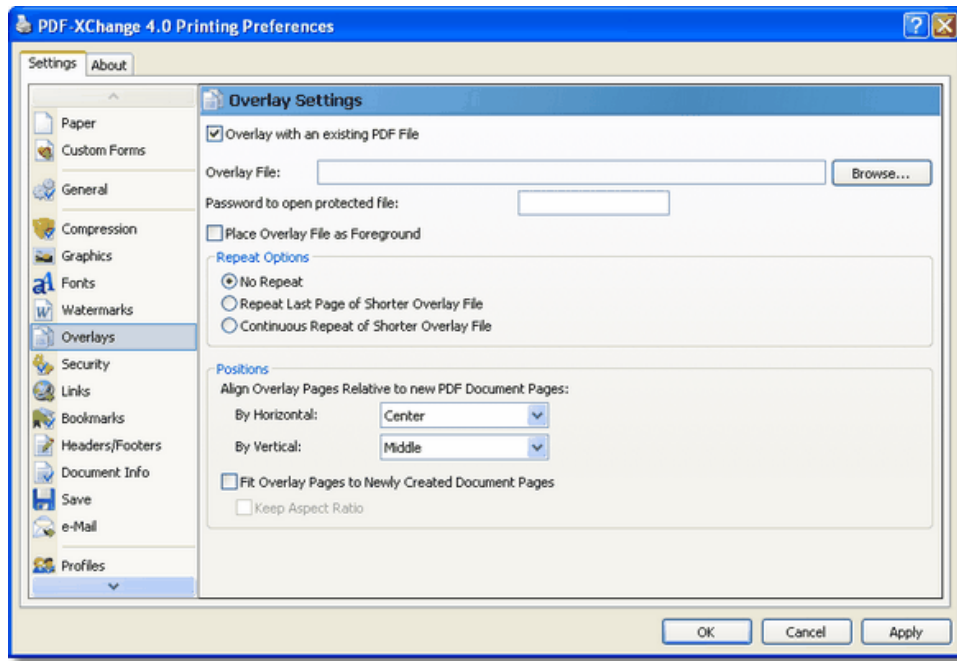 PDF-XChange 4.0 Printing Preferences
Settings
About
Paper
Custom Forms
General
Compression
Graphics
Fonts
Watermarks
Overlays
Security
Links
Bookmarks
Headers/Footers
Document Info
Save
e-Mail
Profiles
Overlay Settings
Overlay with an existing PDF File
Overlay File:
Browse...
Password to open protected file:
Place Overlay File as Foreground
Repeat Options
No Repeat
Repeat Last Page of Shorter Overlay File
Continuous Repeat of Shorter Overlay File
Positions
Align Overlay Pages Relative to new PDF Document Pages:
By Horizontal: Center
By Vertical: Middle
Fit Overlay Pages to Newly Created Document Pages
Keep Aspect Ratio
OK Cancel Apply